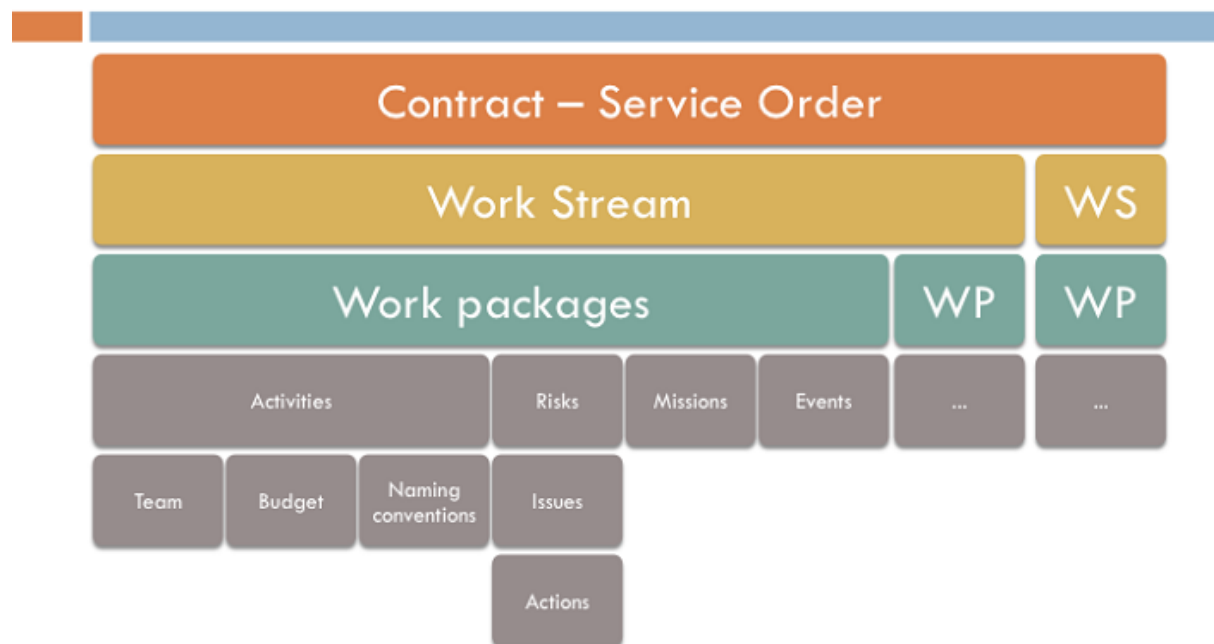 Contract – Service Order
Work Stream
WS
Work packages
WP
WP
Activities
Risks
Missions
Events
...
...
Team
Budget
Naming
conventions
Issues
Actions